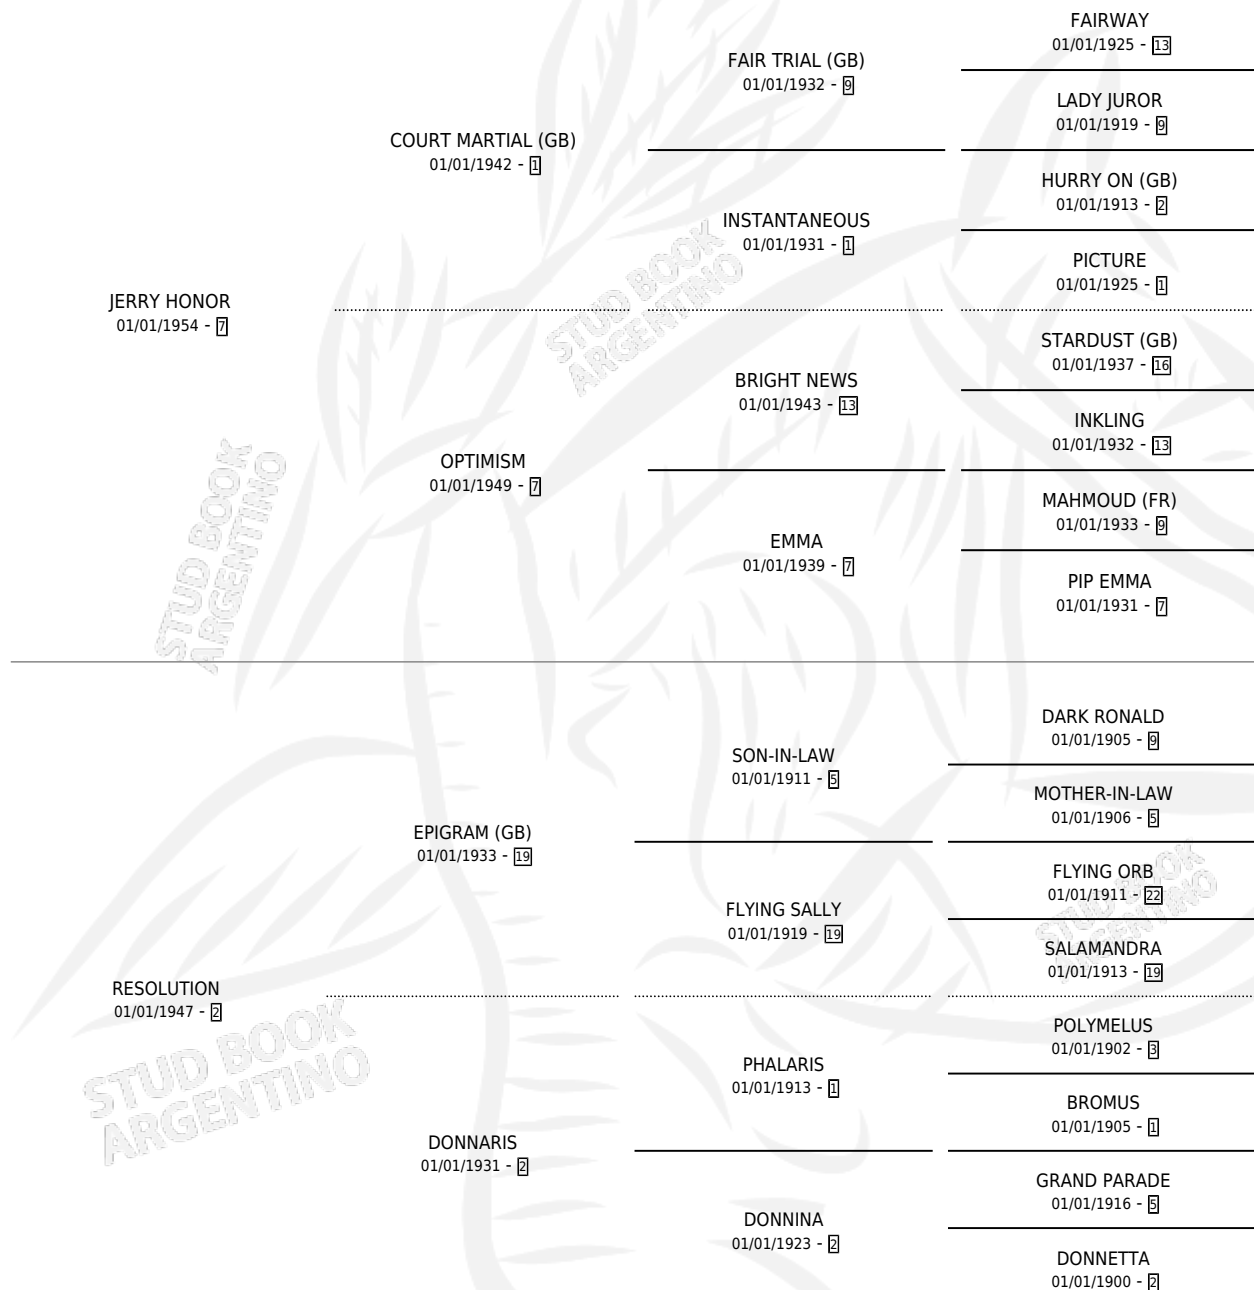 FAIRWAY
01/01/1925 - 13
FAIR TRIAL (GB)
01/01/1932 - 9
LADY JUROR
01/01/1919 - 9
COURT MARTIAL (GB)
01/01/1942 - 1
HURRY ON (GB)
01/01/1913 - 2
INSTANTANEOUS
01/01/1931 - 1
PICTURE
01/01/1925 - 1
JERRY HONOR
01/01/1954 - 7
STUD BOOK
ARGENTINO
STARDUST (GB)
01/01/1937 - 16
BRIGHT NEWS
01/01/1943 - 13
INKLING
01/01/1932 - 13
OPTIMISM
01/01/1949 - 7
MAHMOUD (FR)
01/01/1933 - 9
EMMA
01/01/1939 - 7
PIP EMMA
01/01/1931 - 7
STUD BOOK
ARGENTINO
DARK RONALD
01/01/1905 - 9
SON-IN-LAW
01/01/1911 - 5
MOTHER-IN-LAW
01/01/1906 - 5
EPIGRAM (GB)
01/01/1933 - 19
FLYING ORB
01/01/1911 - 22
FLYING SALLY
01/01/1919 - 19
STUD BOOK
ARGENTINO
SALAMANDRA
01/01/1913 - 19
RESOLUTION
01/01/1947 - 2
STUD BOOK
ARGENTINO
POLYMELUS
01/01/1902 - 3
PHALARIS
01/01/1913 - 1
BROMUS
01/01/1905 - 1
DONNARIS
01/01/1931 - 2
GRAND PARADE
01/01/1916 - 5
DONNINA
01/01/1923 - 2
DONNETTA
01/01/1900 - 2